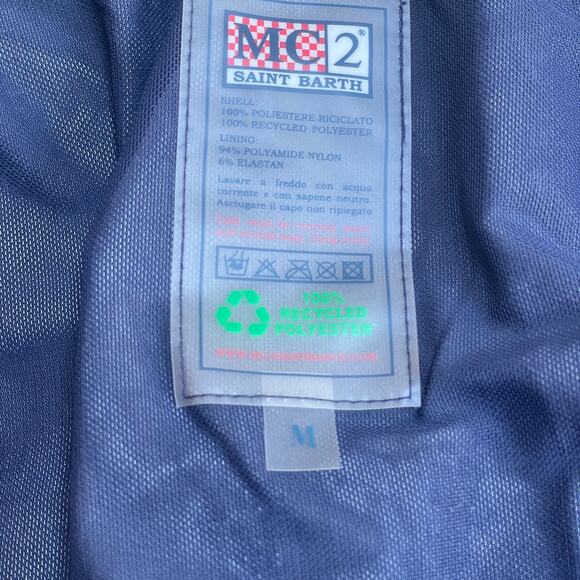 MC2®
SAINT BARTH
SHELL:
100% POLIESTERE RICICLATO
100% RECYCLED POLYESTER
LINING:
94% POLYAMIDE NYLON
6% ELASTAN
Lavare a freddo con acqua
corrente e con sapone neutro.
Asciugare il capo non ripiegato
100%
RECYCLED
POLYESTER
M